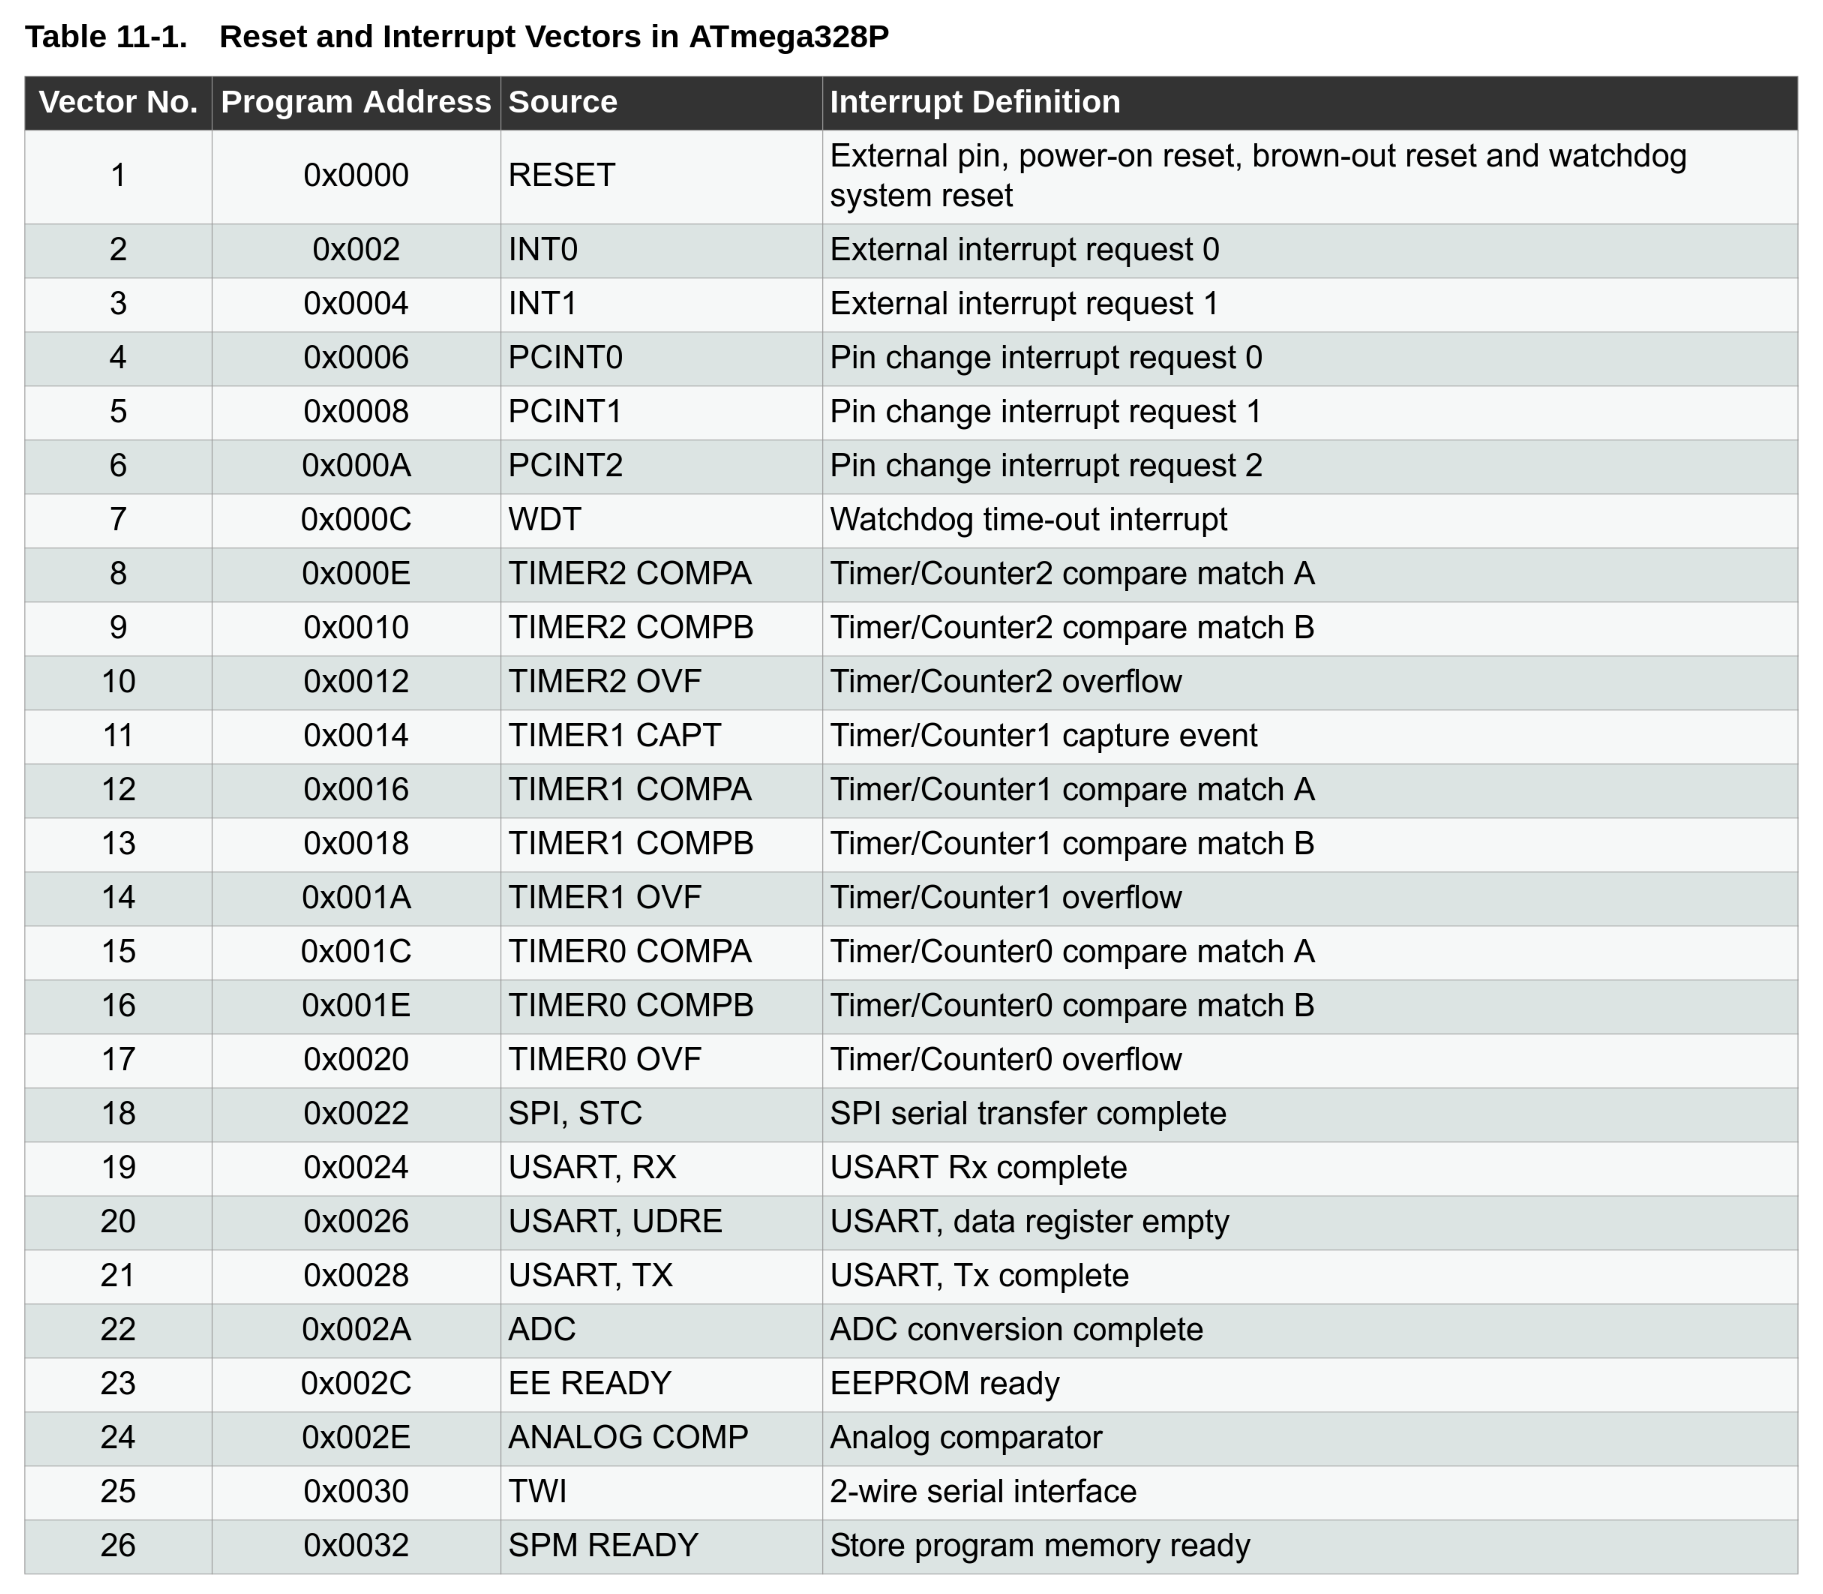 Table 11-1. Reset and Interrupt Vectors in ATmega328P
Vector No. Program Address Source Interrupt Definition
1 0x0000 RESET External pin, power-on reset, brown-out reset and watchdog
system reset
2 0x002 INT0 External interrupt request 0
3 0x0004 INT1 External interrupt request 1
4 0x0006 PCINT0 Pin change interrupt request 0
5 0x0008 PCINT1 Pin change interrupt request 1
6 0x000A PCINT2 Pin change interrupt request 2
7 0x000C WDT Watchdog time-out interrupt
8 0x000E TIMER2 COMPA Timer/Counter2 compare match A
9 0x0010 TIMER2 COMPB Timer/Counter2 compare match B
10 0x0012 TIMER2 OVF Timer/Counter2 overflow
11 0x0014 TIMER1 CAPT Timer/Counter1 capture event
12 0x0016 TIMER1 COMPA Timer/Counter1 compare match A
13 0x0018 TIMER1 COMPB Timer/Counter1 compare match B
14 0x001A TIMER1 OVF Timer/Counter1 overflow
15 0x001C TIMER0 COMPA Timer/Counter0 compare match A
16 0x001E TIMER0 COMPB Timer/Counter0 compare match B
17 0x0020 TIMER0 OVF Timer/Counter0 overflow
18 0x0022 SPI, STC SPI serial transfer complete
19 0x0024 USART, RX USART Rx complete
20 0x0026 USART, UDRE USART, data register empty
21 0x0028 USART, TX USART, Tx complete
22 0x002A ADC ADC conversion complete
23 0x002C EE READY EEPROM ready
24 0x002E ANALOG COMP Analog comparator
25 0x0030 TWI 2-wire serial interface
26 0x0032 SPM READY Store program memory ready